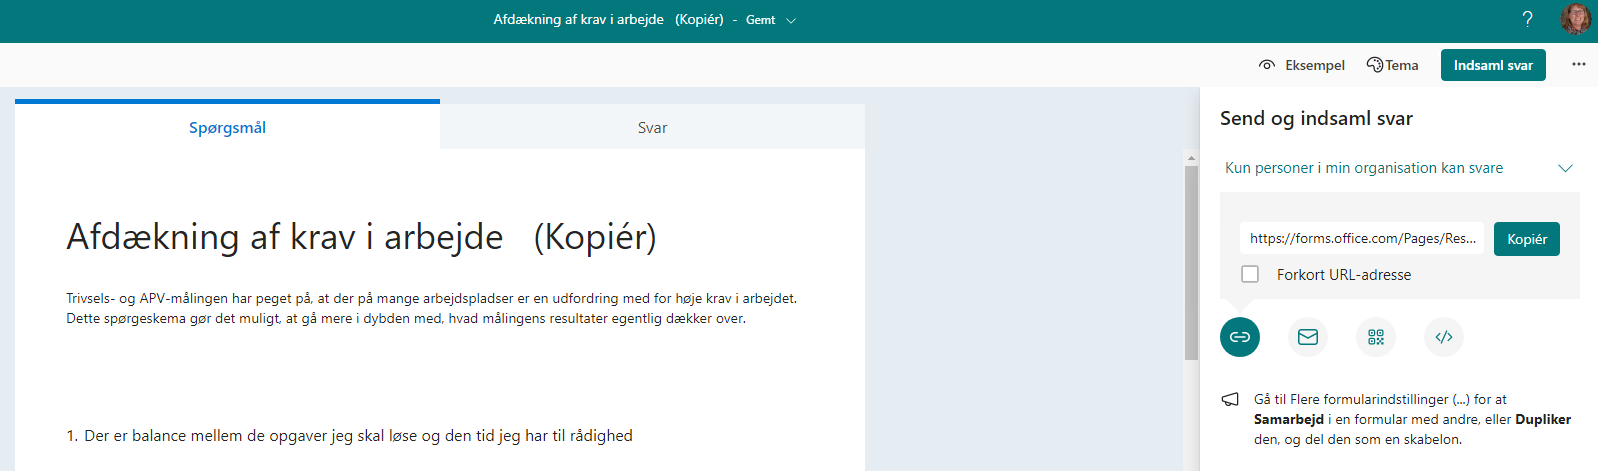 Afdækning af krav i arbejde (Kopiér) - Gemt
?
Eksempel
Tema
Indsaml svar
...
Spørgsmål
Svar
Afdækning af krav i arbejde (Kopiér)
Trivsels- og APV-målingen har peget på, at der på mange arbejdspladser er en udfordring med for høje krav i arbejdet.
Dette spørgeskema gør det muligt, at gå mere i dybden med, hvad målingens resultater egentlig dækker over.
1. Der er balance mellem de opgaver jeg skal løse og den tid jeg har til rådighed
Send og indsaml svar
Kun personer i min organisation kan svare
https://forms.office.com/Pages/Res...
Kopiér
Forkort URL-adresse
Gå til Flere formularindstillinger (...) for at
Samarbejd i en formular med andre, eller Dupliker
den, og del den som en skabelon.